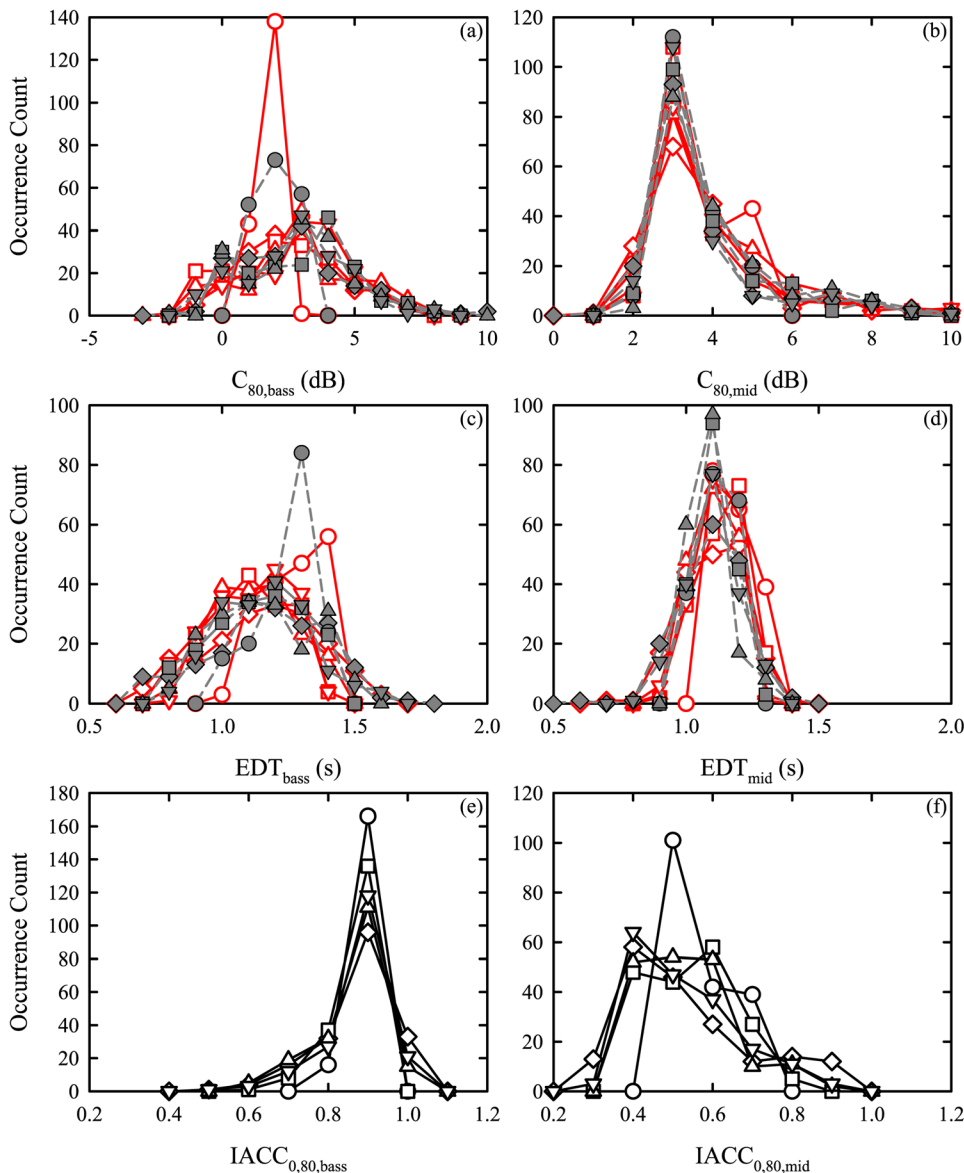 (a)
Occurrence Count
140
120
100
80
60
40
20
0
-5 0 5 10
C80,bass (dB)
(b)
120
100
80
60
40
20
0
0 2 4 6 8 10
C80,mid (dB)
(c)
Occurrence Count
100
80
60
40
20
0
0.5 1.0 1.5 2.0
EDTbass (s)
(d)
100
80
60
40
20
0
0.5 1.0 1.5 2.0
EDTmid (s)
(e)
Occurrence Count
180
160
140
120
100
80
60
40
20
0
0.2 0.4 0.6 0.8 1.0 1.2
IACC0,80,bass
(f)
120
100
80
60
40
20
0
0.2 0.4 0.6 0.8 1.0 1.2
IACC0,80,mid